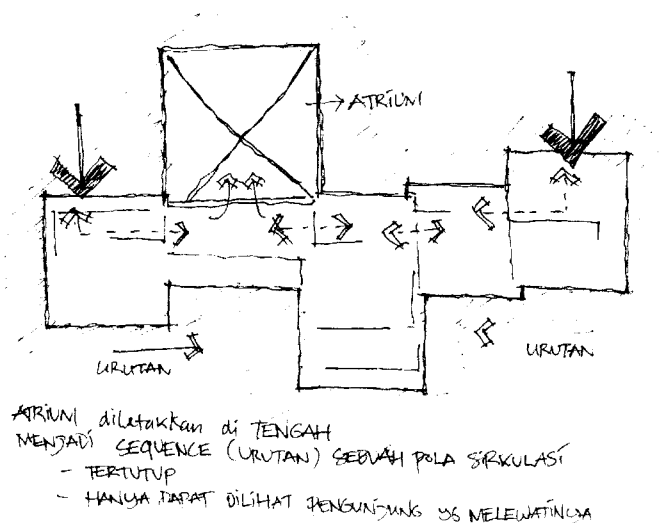 ATRIUM
URUTAN
URUTAN
ATRIUM diletakkan di TENGAH
MENJADI SEQUENCE (URUTAN) SEBUAH POLA SIRKULASI
- TERTUTUP
- HANYA DAPAT DILIHAT PENGUNJUNG yg MELEWATINYA